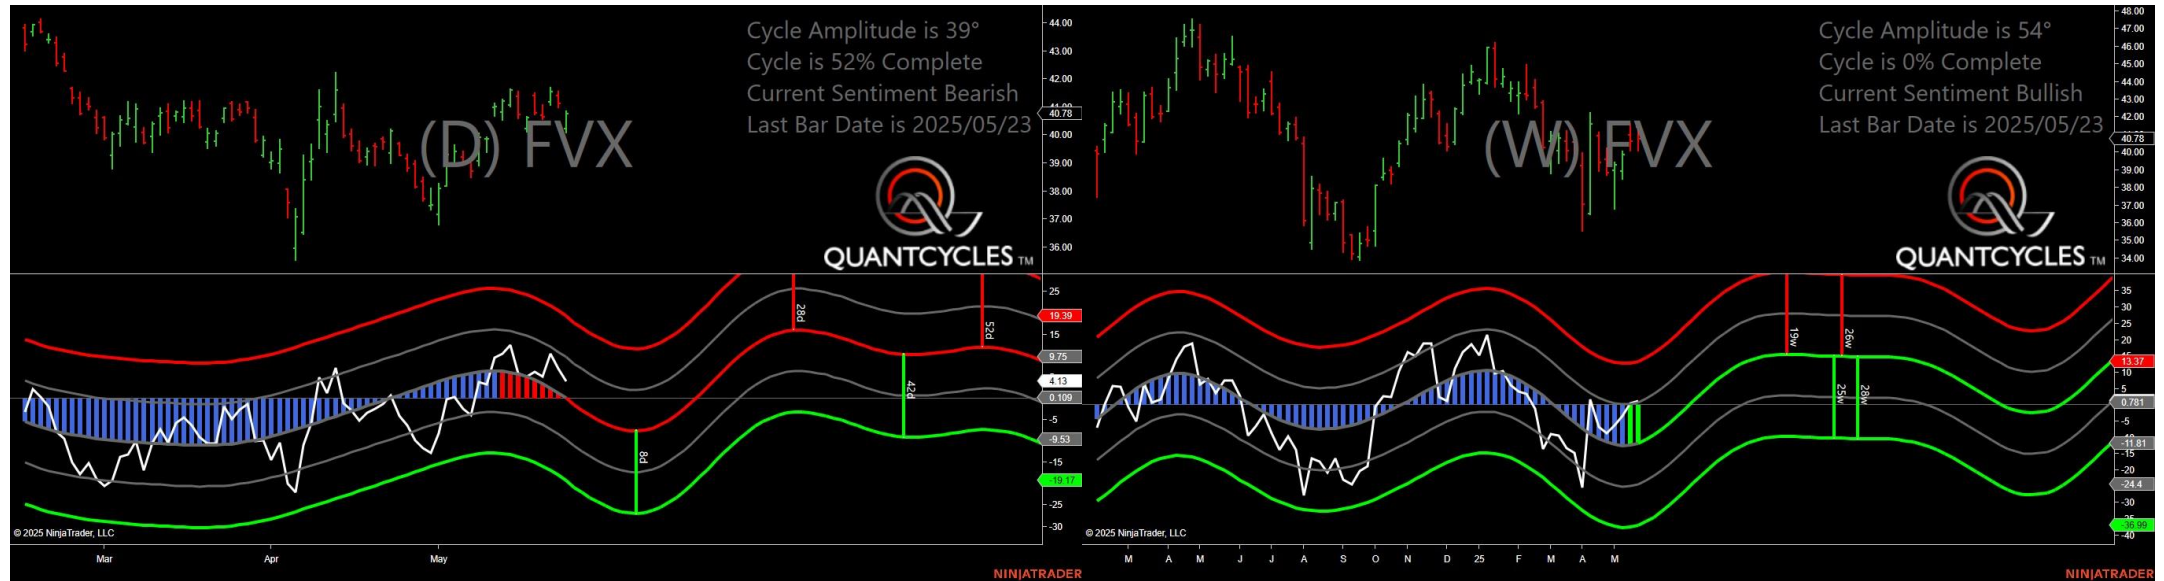 Cycle Amplitude is 39°
Cycle is 52% Complete
Current Sentiment Bearish
Last Bar Date is 2025/05/23
(D) FVX
QUANTCYCLES TM
44.00
43.00
42.00
41.00
40.78
40.00
39.00
38.00
37.00
36.00
28d
52d
42d
8d
25
19.39
15
9.75
4.13
0.109
-5
-9.53
-15
-19.17
-25
-30
© 2025 NinjaTrader, LLC
Mar Apr May
NINJATRADER
Cycle Amplitude is 54°
Cycle is 0% Complete
Current Sentiment Bullish
Last Bar Date is 2025/05/23
(W) FVX
QUANTCYCLES TM
48.00
47.00
46.00
45.00
44.00
43.00
42.00
40.78
40.00
39.00
38.00
37.00
36.00
35.00
34.00
19w
26w
25w
28w
35
30
25
20
13.37
10
5
0.781
-5
-11.81
-15
-20
-24.4
-30
-36.99
-40
© 2025 NinjaTrader, LLC
M A M J J A S O N D 25 F M A M
NINJATRADER